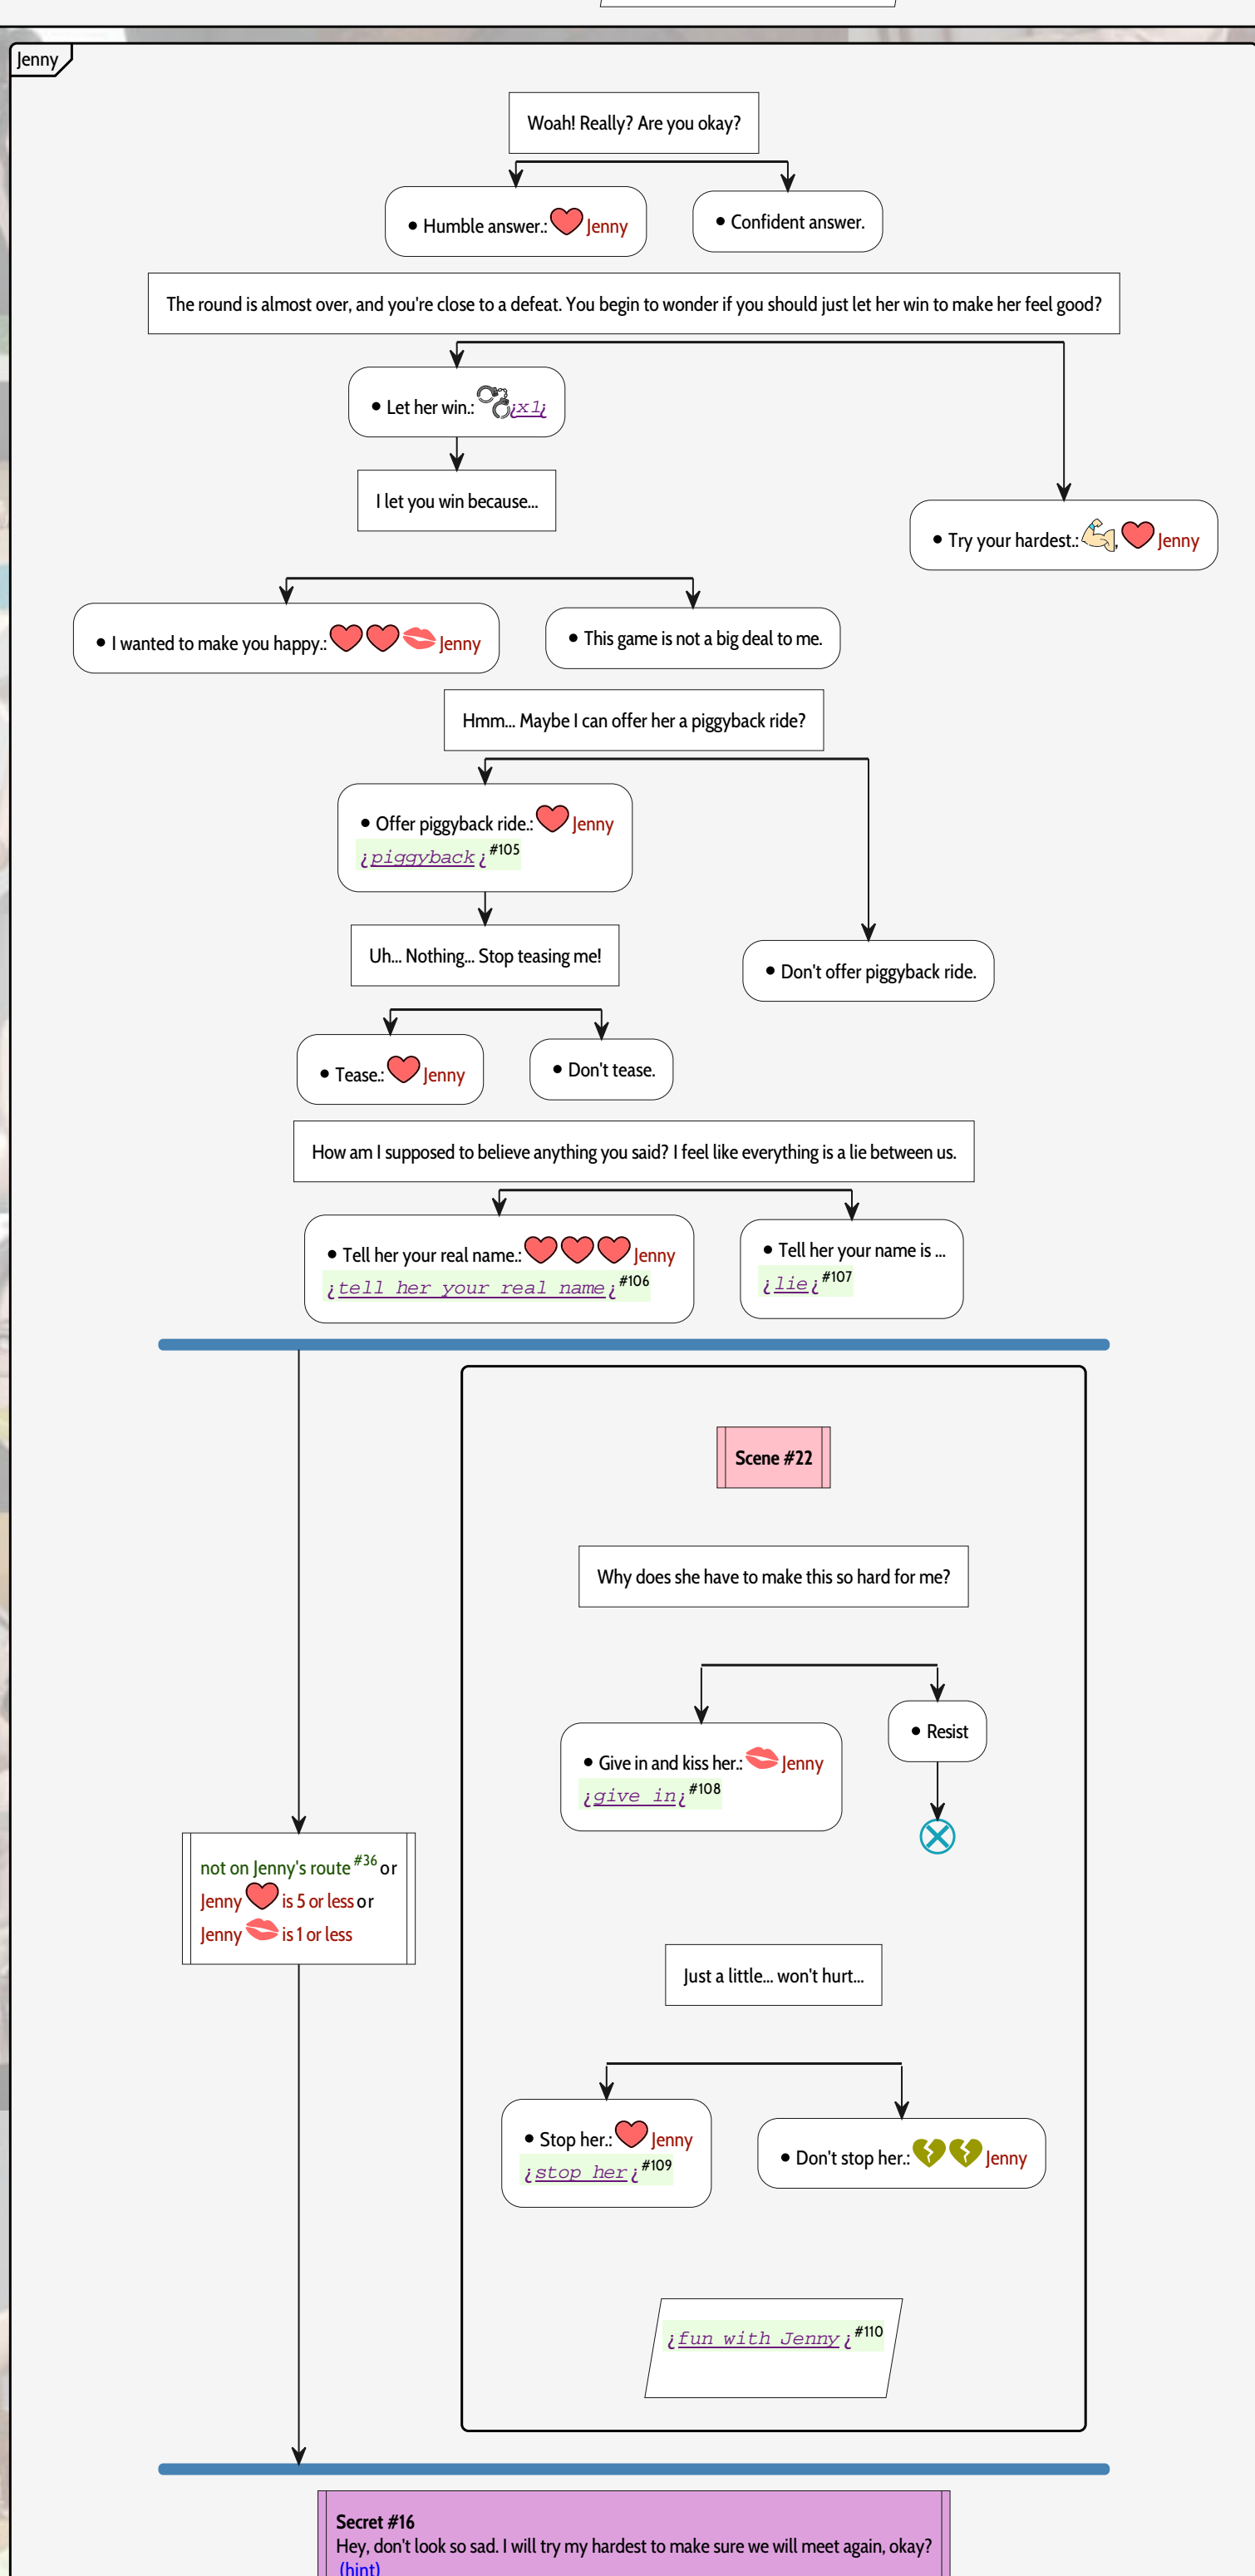 Jenny
Woah! Really? Are you okay?
• Humble answer.: Jenny
• Confident answer.
The round is almost over, and you're close to a defeat. You begin to wonder if you should just let her win to make her feel good?
• Let her win.: ¿x1¿
I let you win because...
• Try your hardest.: , Jenny
• I wanted to make you happy.: Jenny
• This game is not a big deal to me.
Hmm... Maybe I can offer her a piggyback ride?
• Offer piggyback ride.: Jenny
¿piggyback¿#105
Uh... Nothing... Stop teasing me!
• Don't offer piggyback ride.
• Tease.: Jenny
• Don't tease.
How am I supposed to believe anything you said? I feel like everything is a lie between us.
• Tell her your real name.: Jenny
¿tell her your real name¿#106
• Tell her your name is ...
¿lie¿#107
Scene #22
Why does she have to make this so hard for me?
• Resist
• Give in and kiss her.: Jenny
¿give in¿#108
not on Jenny's route #36 or
Jenny is 5 or less or
Jenny is 1 or less
Just a little... won't hurt...
• Stop her.: Jenny
¿stop her¿#109
• Don't stop her.: Jenny
¿fun with Jenny¿#110
Secret #16
Hey, don't look so sad. I will try my hardest to make sure we will meet again, okay?
(hint)